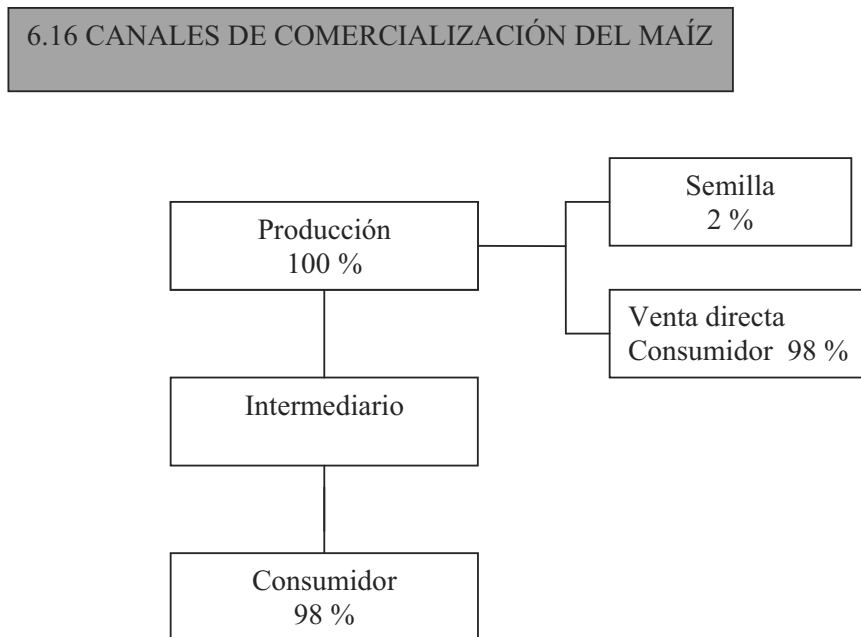 6.16 CANALES DE COMERCIALIZACIÓN DEL MAÍZ
Semilla
2 %
Producción
100 %
Venta directa
Consumidor 98 %
Intermediario
Consumidor
98 %